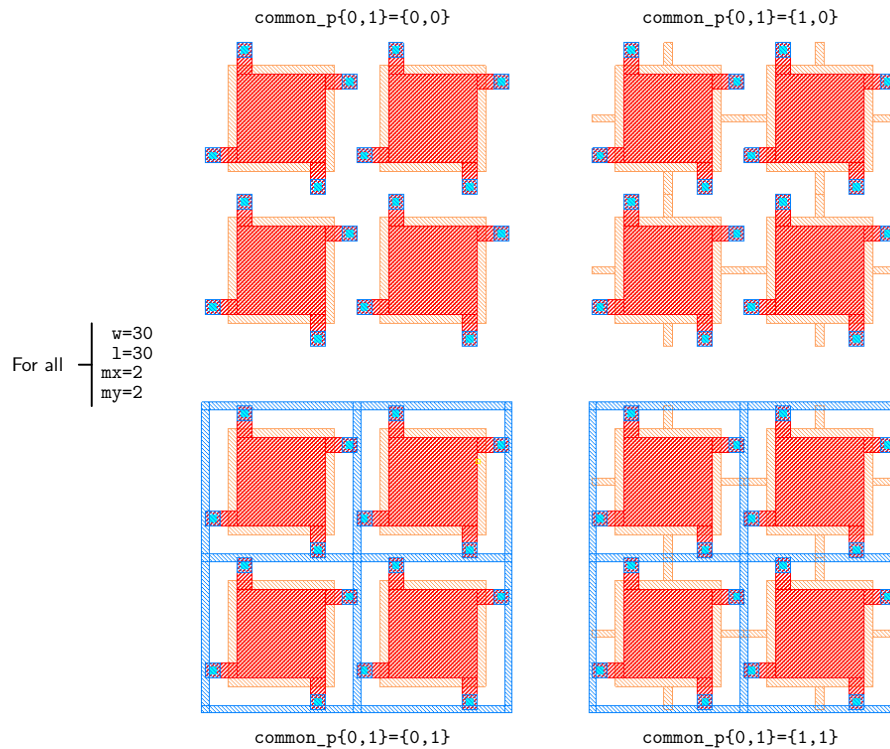 common_p{0,1}={0,0}
common_p{0,1}={1,0}
For all
w=30
l=30
mx=2
my=2
common_p{0,1}={0,1}
common_p{0,1}={1,1}